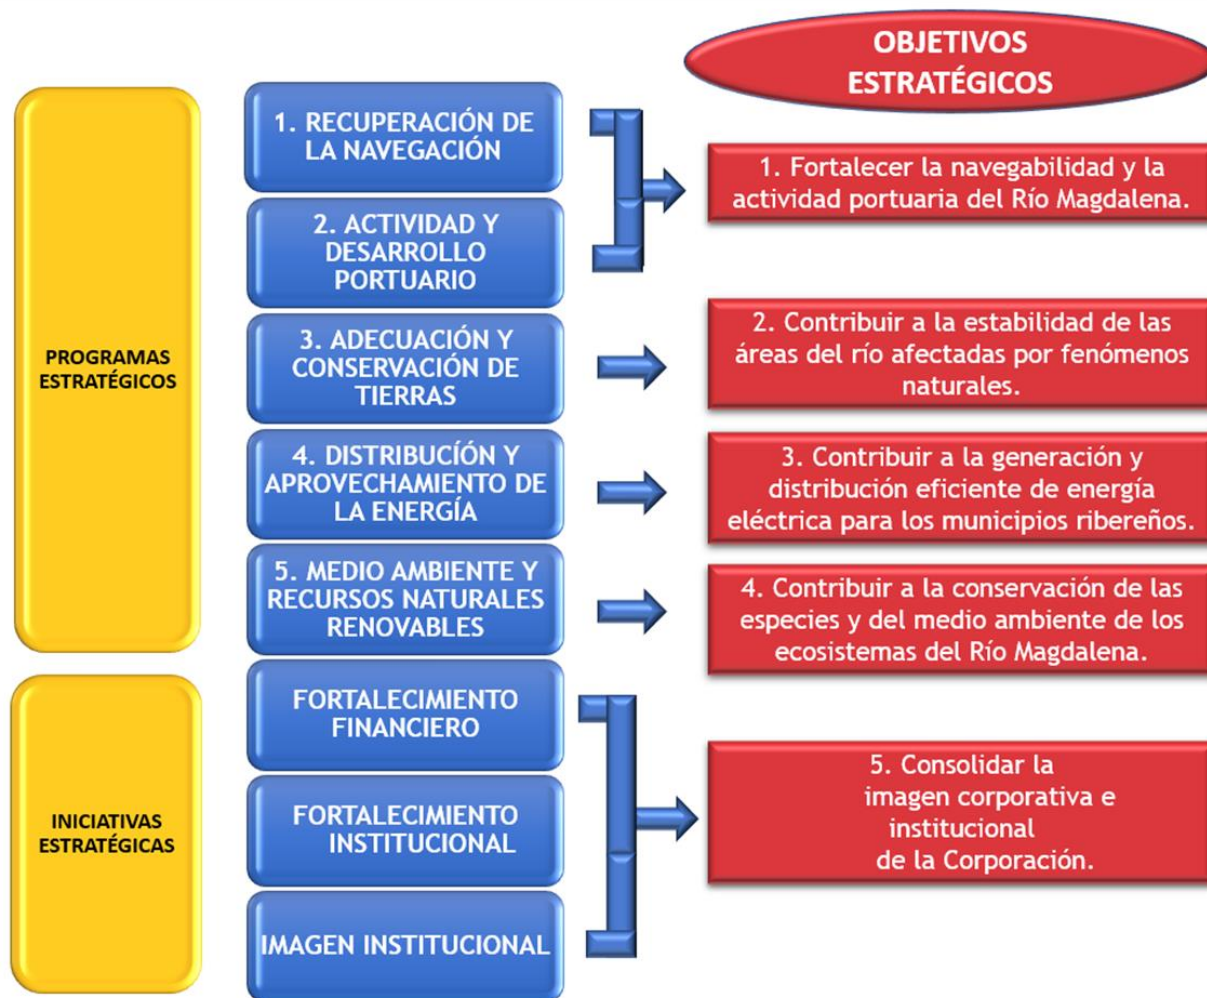 OBJETIVOS
ESTRATÉGICOS
PROGRAMAS
ESTRATÉGICOS
1. RECUPERACIÓN DE
LA NAVEGACIÓN
2. ACTIVIDAD Y
DESARROLLO
PORTUARIO
1. Fortalecer la navegabilidad y la
actividad portuaria del Río Magdalena.
3. ADECUACIÓN Y
CONSERVACIÓN DE
TIERRAS
2. Contribuir a la estabilidad de las
áreas del río afectadas por fenómenos
naturales.
4. DISTRIBUCÍÓN Y
APROVECHAMIENTO DE
LA ENERGÍA
3. Contribuir a la generación y
distribución eficiente de energía
eléctrica para los municipios ribereños.
5. MEDIO AMBIENTE Y
RECURSOS NATURALES
RENOVABLES
4. Contribuir a la conservación de las
especies y del medio ambiente de los
ecosistemas del Río Magdalena.
INICIATIVAS
ESTRATÉGICAS
FORTALECIMIENTO
FINANCIERO
FORTALECIMIENTO
INSTITUCIONAL
IMAGEN INSTITUCIONAL
5. Consolidar la
imagen corporativa e
institucional
de la Corporación.